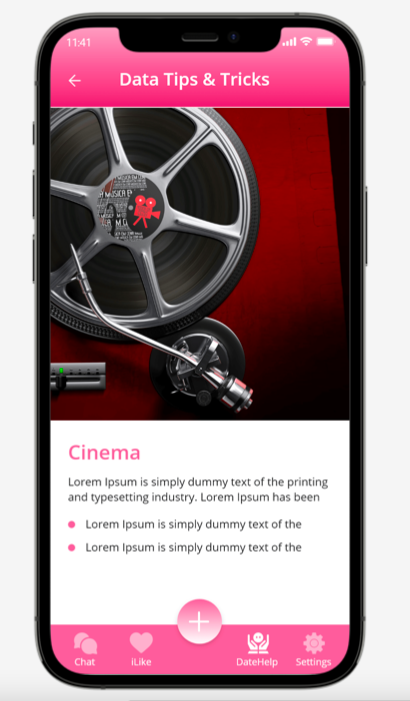 11:41
Data Tips & Tricks
Cinema
Lorem Ipsum is simply dummy text of the printing
and typesetting industry. Lorem Ipsum has been
Lorem Ipsum is simply dummy text of the
Lorem Ipsum is simply dummy text of the
Chat
iLike
DateHelp
Settings